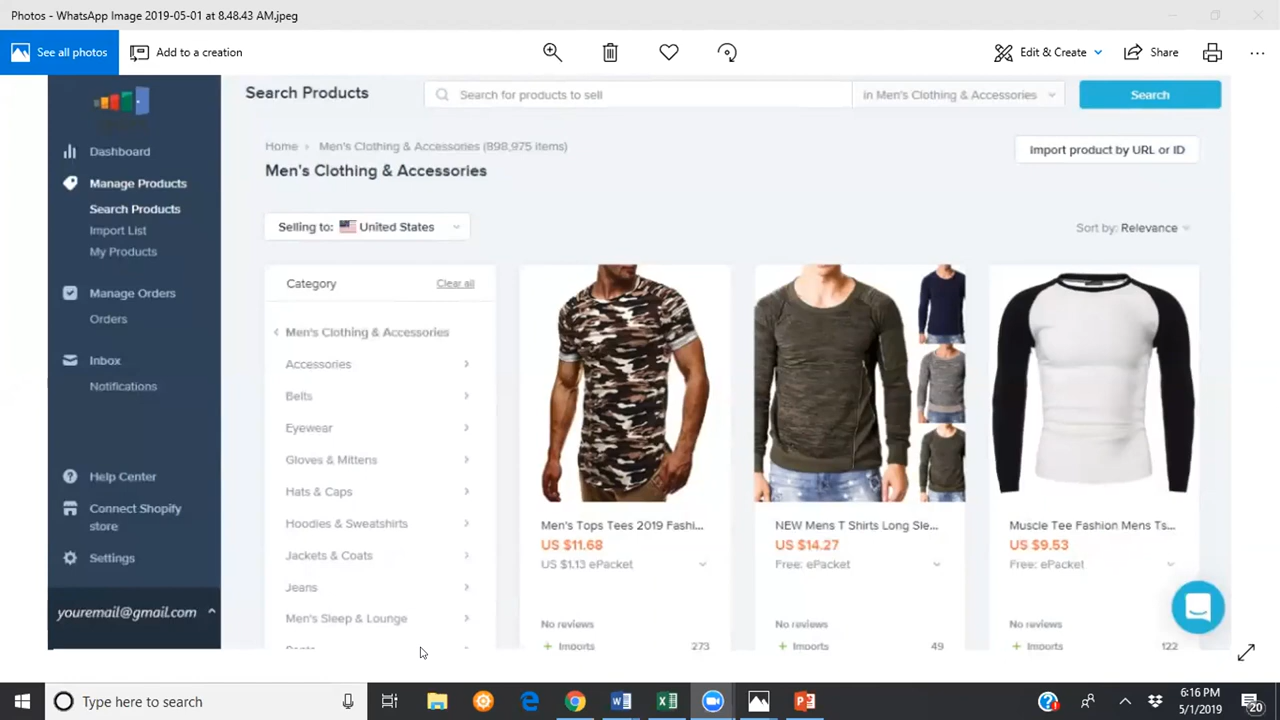 Photos - WhatsApp Image 2019-05-01 at 8.48.43 AM.jpeg
See all photos
Add to a creation
Edit & Create
Share
Search Products
Search for products to sell
in Men's Clothing & Accessories
Search
Dashboard
Manage Products
Search Products
Import List
My Products
Manage Orders
Orders
Inbox
Notifications
Help Center
Connect Shopify
store
Settings
youremail@gmail.com
Home › Men's Clothing & Accessories (898,975 items)
Import product by URL or ID
Men's Clothing & Accessories
Selling to: United States
Sort by: Relevance
Category
Clear all
Men's Clothing & Accessories
Accessories
Belts
Eyewear
Gloves & Mittens
Hats & Caps
Hoodies & Sweatshirts
Jackets & Coats
Jeans
Men's Sleep & Lounge
Men's Tops Tees 2019 Fashi...
US $11.68
US $1.13 ePacket
No reviews
+ Imports 273
NEW Mens T Shirts Long Sle...
US $14.27
Free: ePacket
No reviews
+ Imports 49
Muscle Tee Fashion Mens Ts...
US $9.53
Free: ePacket
No reviews
+ Imports 122
Type here to search
6:16 PM
5/1/2019
20